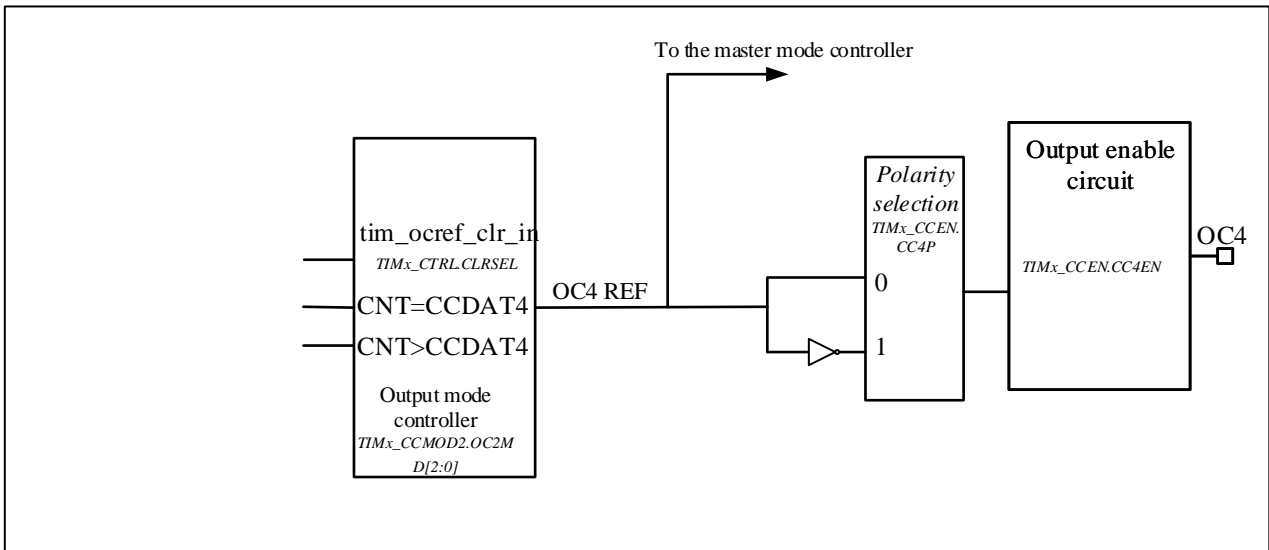 To the master mode controller
tim_ocref_clr_in
TIMx_CTRL.CLRSEL
CNT=CCDAT4
CNT>CCDAT4
Output mode
controller
TIMx_CCMOD2.OC2M
D[2:0]
OC4 REF
Polarity
selection
TIMx_CCEN.
CC4P
0
1
Output enable
circuit
TIMx_CCEN.CC4EN
OC4